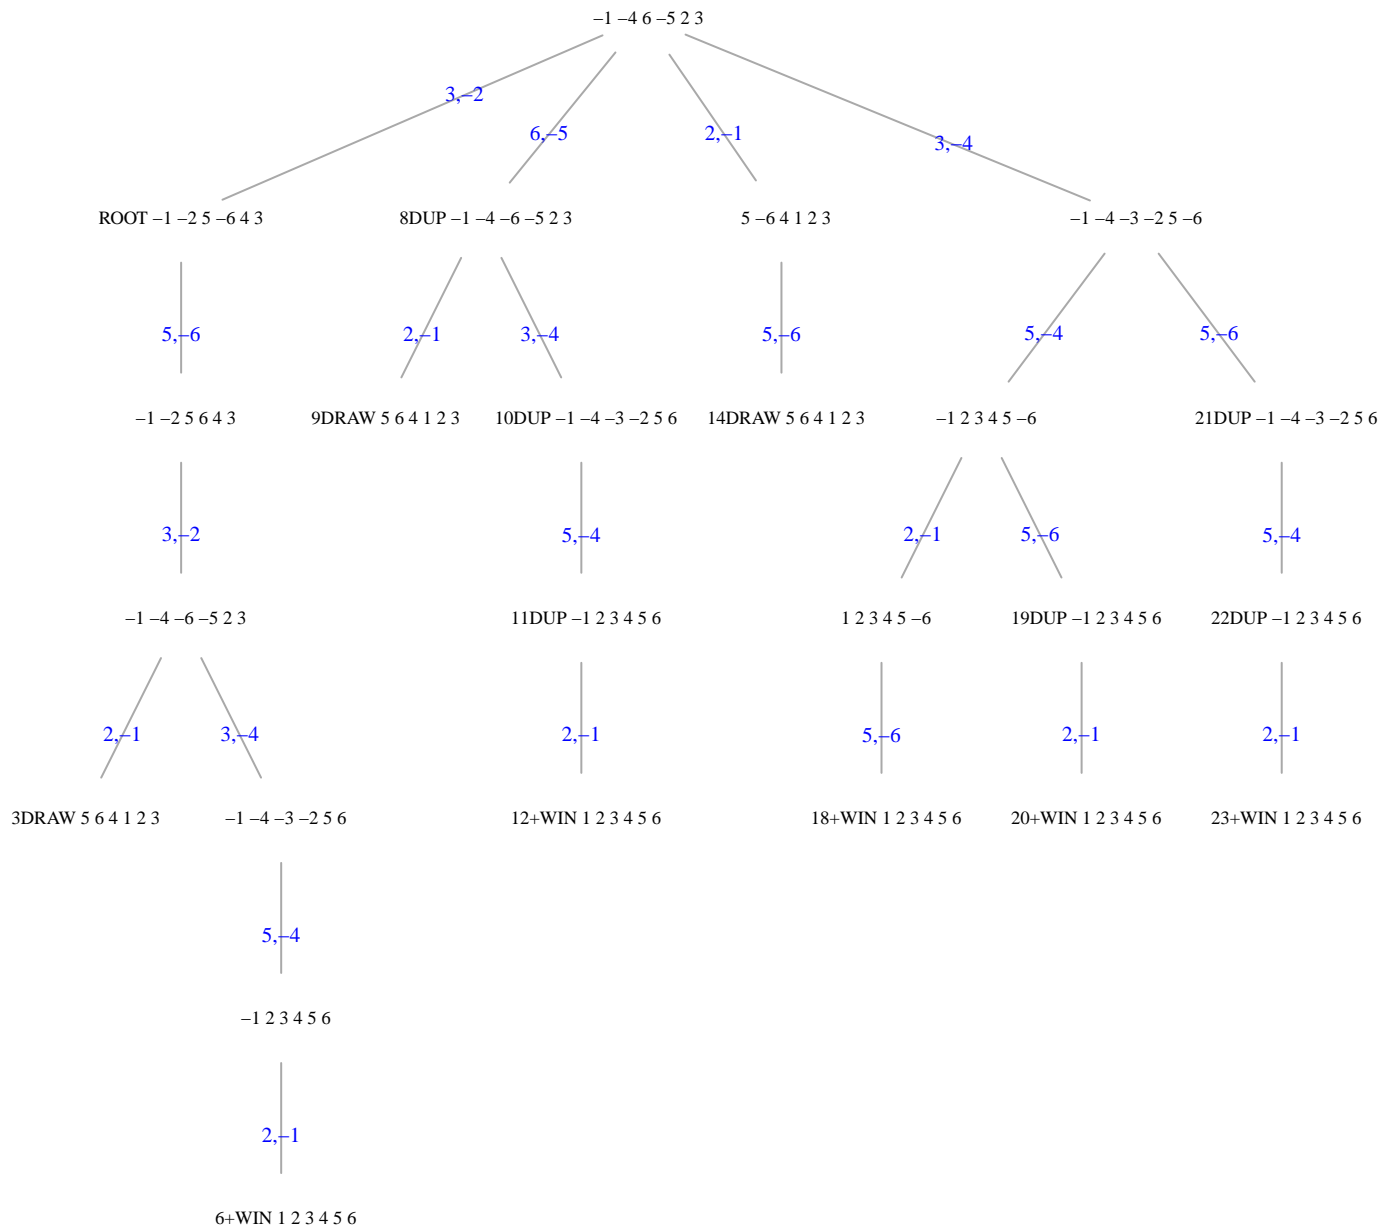 –1 –4 6 –5 2 3
3,–2
6,–5
2,–1
3,–4
ROOT –1 –2 5 –6 4 3
8DUP –1 –4 –6 –5 2 3
5 –6 4 1 2 3
–1 –4 –3 –2 5 –6
5,–6
2,–1
3,–4
5,–6
5,–4
5,–6
–1 –2 5 6 4 3
9DRAW 5 6 4 1 2 3
10DUP –1 –4 –3 –2 5 6
14DRAW 5 6 4 1 2 3
–1 2 3 4 5 –6
21DUP –1 –4 –3 –2 5 6
3,–2
5,–4
2,–1
5,–6
5,–4
–1 –4 –6 –5 2 3
11DUP –1 2 3 4 5 6
1 2 3 4 5 –6
19DUP –1 2 3 4 5 6
22DUP –1 2 3 4 5 6
2,–1
3,–4
2,–1
5,–6
2,–1
2,–1
3DRAW 5 6 4 1 2 3
–1 –4 –3 –2 5 6
12+WIN 1 2 3 4 5 6
18+WIN 1 2 3 4 5 6
20+WIN 1 2 3 4 5 6
23+WIN 1 2 3 4 5 6
5,–4
–1 2 3 4 5 6
2,–1
6+WIN 1 2 3 4 5 6